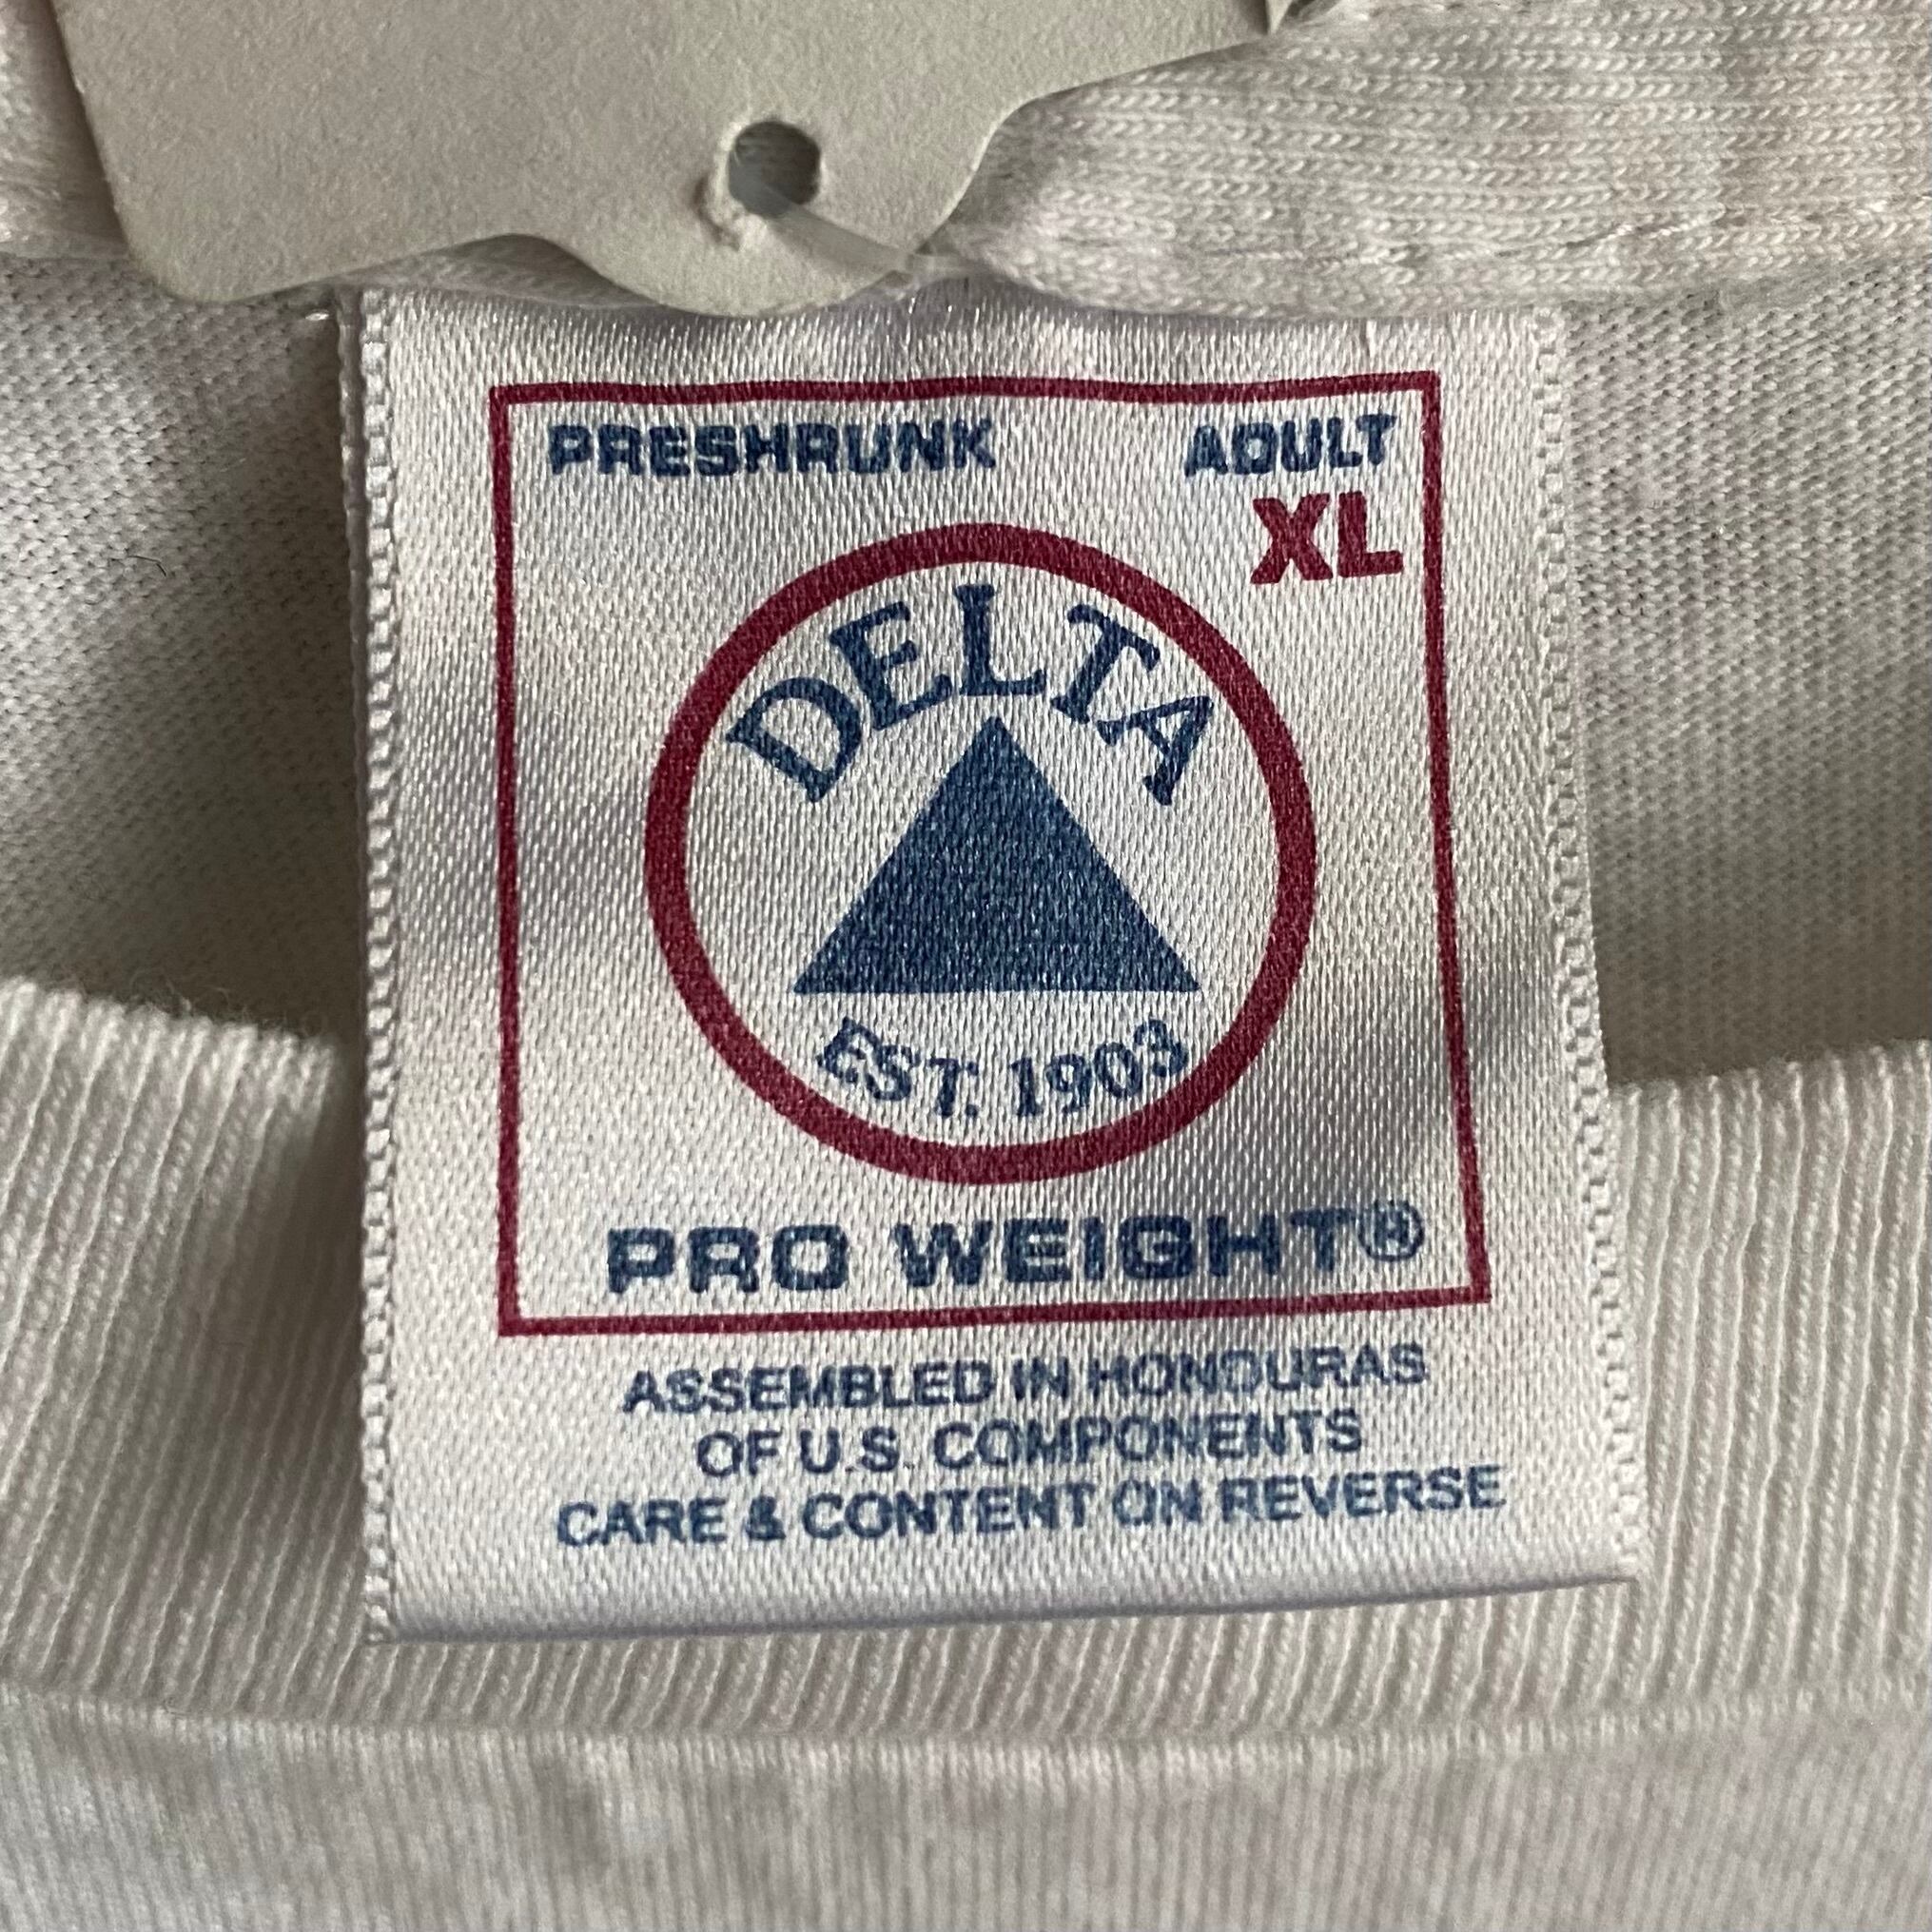 PRESHRUNK ADULT
XL
DELTA
EST. 1903
PRO WEIGHT®
ASSEMBLED IN HONDURAS
OF U.S. COMPONENTS
CARE & CONTENT ON REVERSE